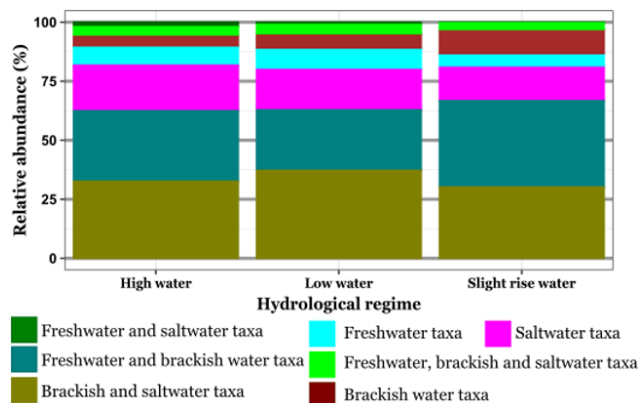 Relative abundance (%)
100
75
50
25
0
High water
Low water
Slight rise water
Hydrological regime
Freshwater and saltwater taxa
Freshwater taxa
Saltwater taxa
Freshwater and brackish water taxa
Freshwater, brackish and saltwater taxa
Brackish and saltwater taxa
Brackish water taxa